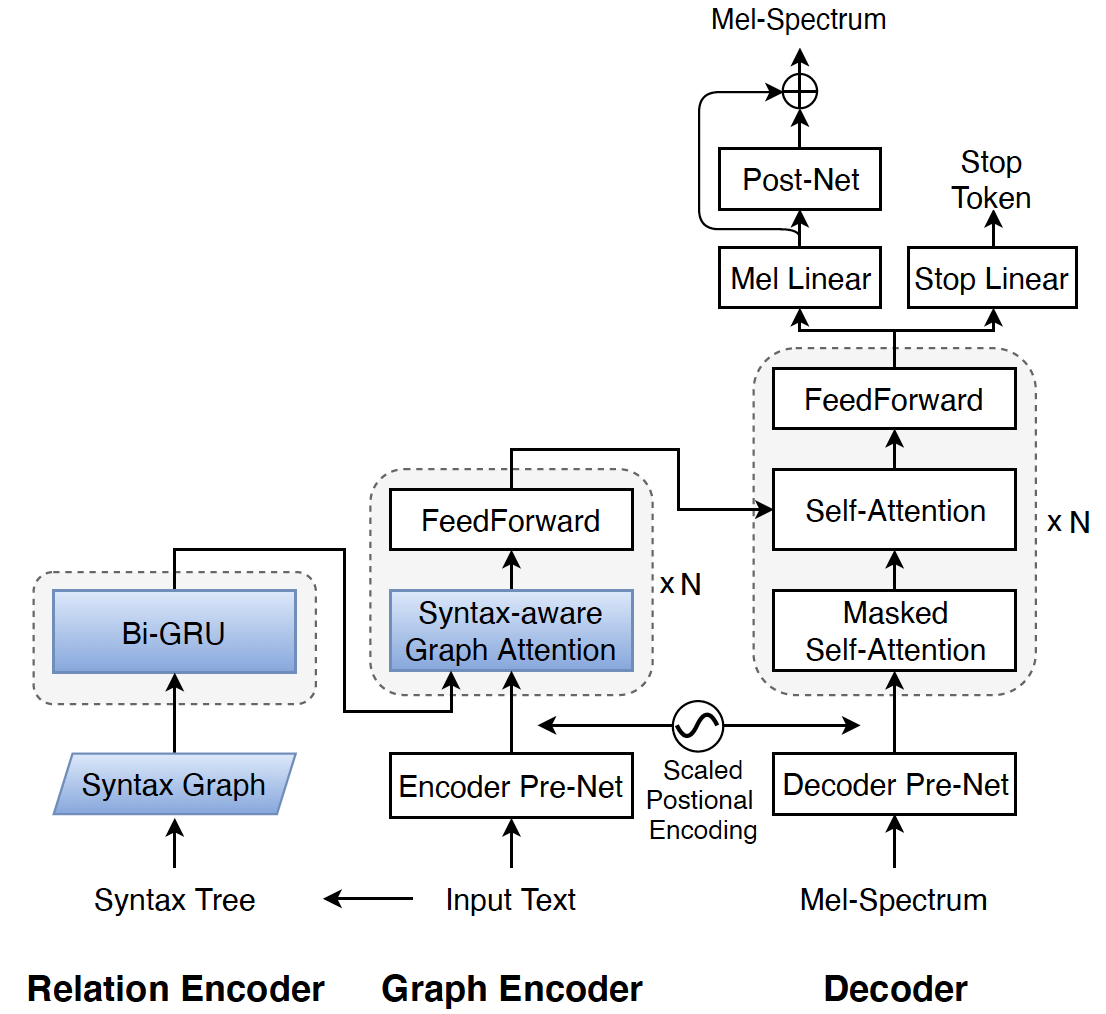 Mel-Spectrum
Post-Net
Stop
Token
Mel Linear
Stop Linear
FeedForward
Self-Attention
x N
Masked
Self-Attention
FeedForward
x N
Syntax-aware
Graph Attention
Bi-GRU
Scaled
Postional
Encoding
Syntax Graph
Encoder Pre-Net
Decoder Pre-Net
Syntax Tree
Input Text
Mel-Spectrum
Relation Encoder
Graph Encoder
Decoder